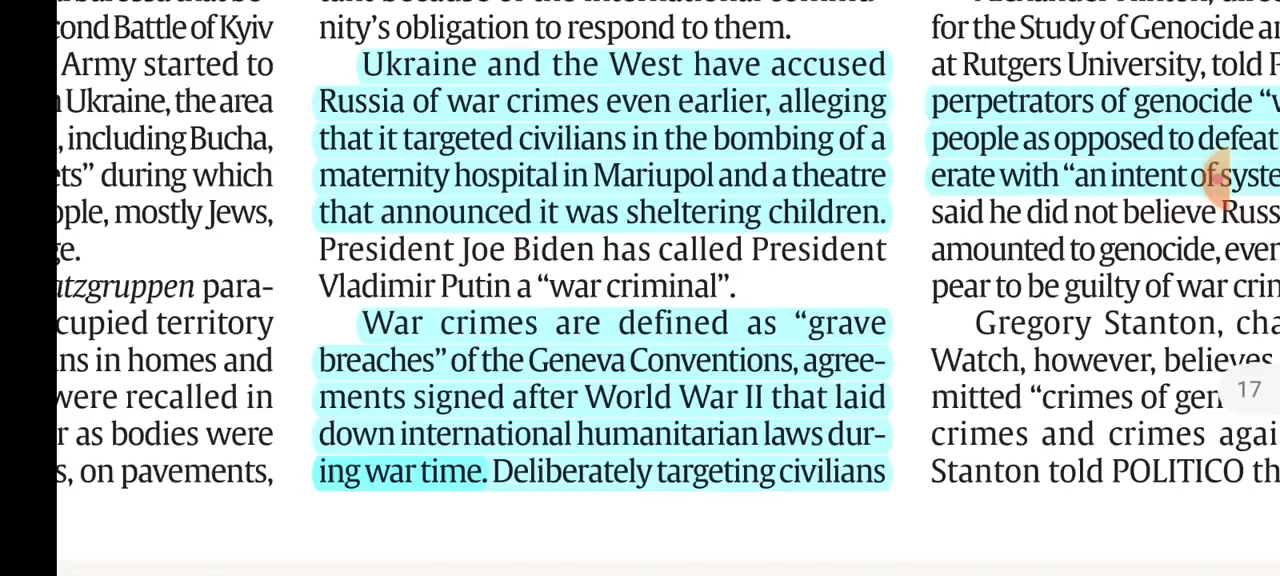 Battle of Kyiv
Army started to
Ukraine, the area
, including Bucha,
” during which
mostly Jews,
para-
cupied territory
ns in homes and
were recalled in
r as bodies were
s, on pavements,
nity’s obligation to respond to them.
Ukraine and the West have accused
Russia of war crimes even earlier, alleging
that it targeted civilians in the bombing of a
maternity hospital in Mariupol and a theatre
that announced it was sheltering children.
President Joe Biden has called President
Vladimir Putin a “war criminal”.
War crimes are defined as “grave
breaches” of the Geneva Conventions, agree-
ments signed after World War II that laid
down international humanitarian laws dur-
ing war time. Deliberately targeting civilians
for the Study of Genocide
at Rutgers University, told
perpetrators of genocide “
people as opposed to defeat
erate with “an intent of syste
said he did not believe Russ
amounted to genocide, even
pear to be guilty of war crim
Gregory Stanton, cha
Watch, however, believes
mitted “crimes of gen
crimes and crimes agai
Stanton told POLITICO th
17